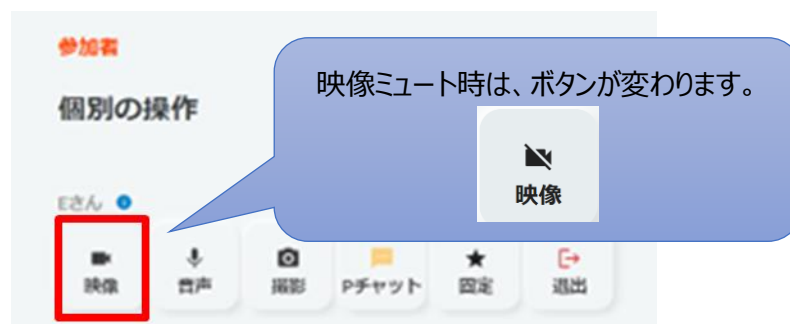 参加者
映像ミュート時は、ボタンが変わります。
個別の操作
映像
Eさん
映像 音声 撮影 Pチャット 固定 退出